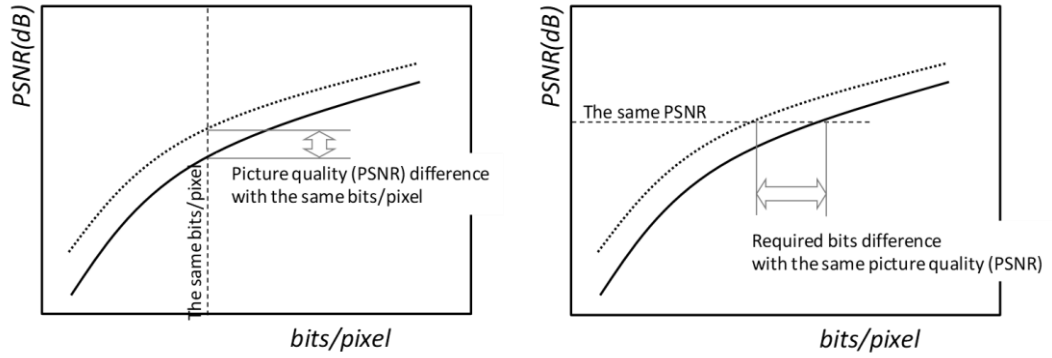 PSNR(dB)
The same bits/pixel
Picture quality (PSNR) difference
with the same bits/pixel
bits/pixel
PSNR(dB)
The same PSNR
Required bits difference
with the same picture quality (PSNR)
bits/pixel